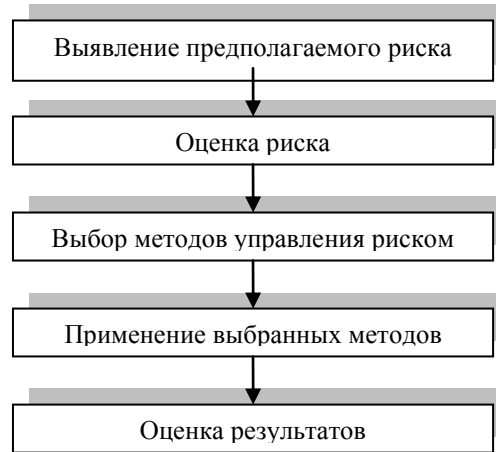 Выявление предполагаемого риска
Оценка риска
Выбор методов управления риском
Применение выбранных методов
Оценка результатов